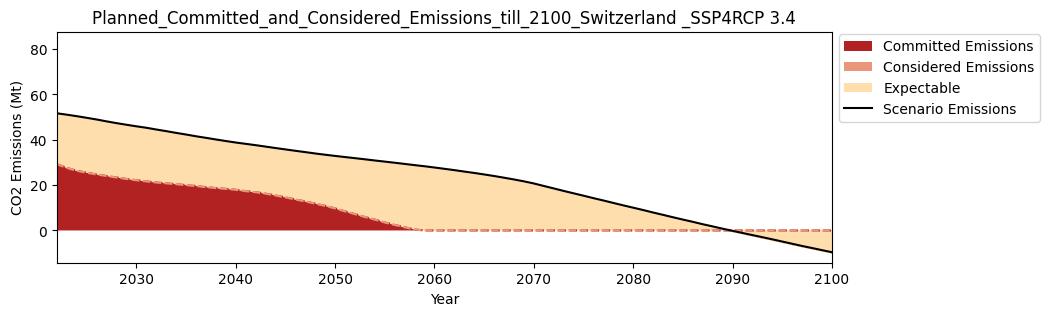 Planned_Committed_and_Considered_Emissions_till_2100_Switzerland _SSP4RCP 3.4
Committed Emissions
Considered Emissions
Expectable
Scenario Emissions
CO2 Emissions (Mt)
80
60
40
20
0
2030 2040 2050 2060 2070 2080 2090 2100
Year